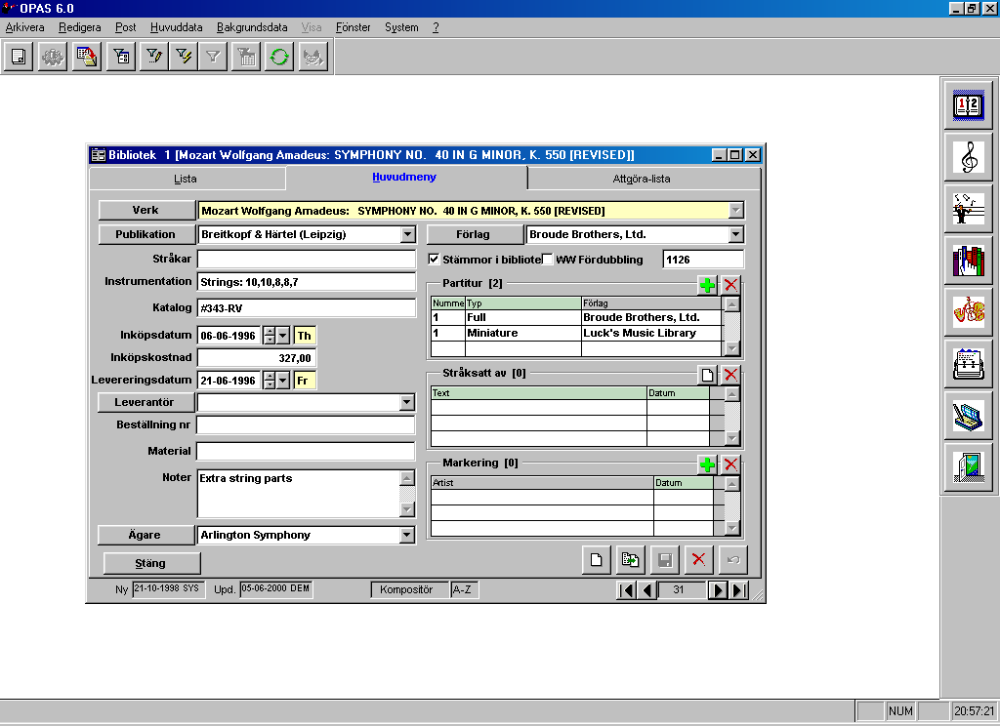 OPAS 6.0
Arkivera Redigera Post Huvuddata Bakgrundsdata Visa Fönster System ?
1 2
Bibliotek 1 [Mozart Wolfgang Amadeus: SYMPHONY NO. 40 IN G MINOR, K. 550 [REVISED]]
Lista Huvudmeny Attgöra-lista
Verk Mozart Wolfgang Amadeus: SYMPHONY NO. 40 IN G MINOR, K. 550 [REVISED]
Publikation Breitkopf & Härtel (Leipzig) Förlag Broude Brothers, Ltd.
Stråkar Stämmor i bibliote WW Fördubbling 1126
Instrumentation Strings: 10,10,8,8,7 Partitur [2]
Katalog #343-RV Numme Typ Förlag
1 Full Broude Brothers, Ltd.
1 Miniature Luck's Music Library
Inköpsdatum 06-06-1996 Th
Inköpskostnad 327,00
Levereringsdatum 21-06-1996 Fr Stråksatt av [0]
Leverantör Text Datum
Beställning nr
Material Markering [0]
Noter Extra string parts Artist Datum
Ägare Arlington Symphony
Stäng
Ny 21-10-1998 SYS Upd. 05-06-2000 DEM Kompositör A-Z 31
NUM 20:57:21